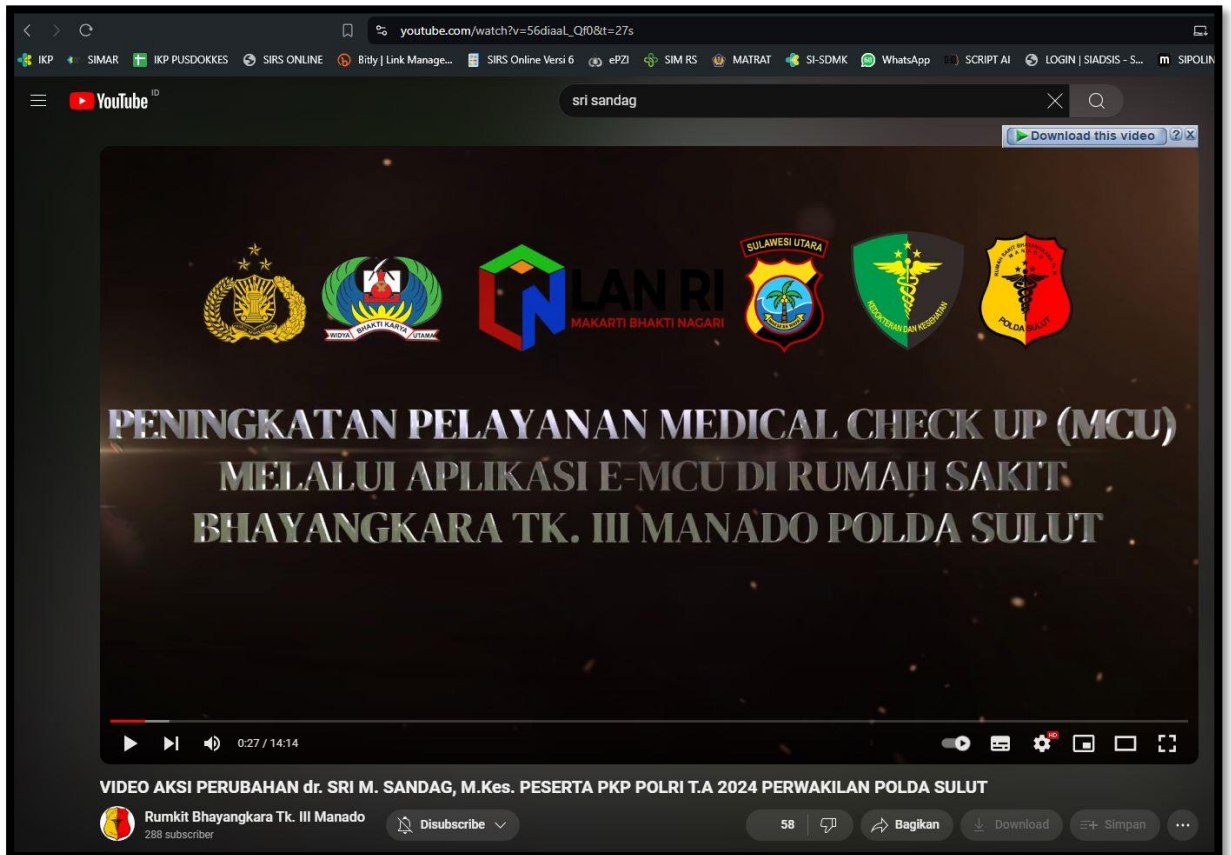 youtube.com/watch?v=56diaaL_Qf0&t=27s
IKP SIMAR IKP PUSDOKKES SIRS ONLINE Bitly | Link Manage... SIRS Online Versi 6 ePZI SIM RS MATRAT SI-SDMK WhatsApp SCRIPT AI LOGIN | SIADSIS - S... SIPOLIN
YouTube ID
sri sandag
Download this video
SULAWESI UTARA
LAN RI
MAKARTI BHAKTI NAGARI
WIDYA BHAKTI KARYA UTAMA
KEDOKTERAN DAN KESEHATAN
POLDA SULUT
PENINGKATAN PELAYANAN MEDICAL CHECK UP (MCU)
MELALUI APLIKASI E-MCU DI RUMAH SAKIT
BHAYANGKARA TK. III MANADO POLDA SULUT
0:27 / 14:14
HD
VIDEO AKSI PERUBAHAN dr. SRI M. SANDAG, M.Kes. PESERTA PKP POLRI T.A 2024 PERWAKILAN POLDA SULUT
Rumkit Bhayangkara Tk. III Manado
288 subscriber
Disubscribe
58
Bagikan
Download
Simpan